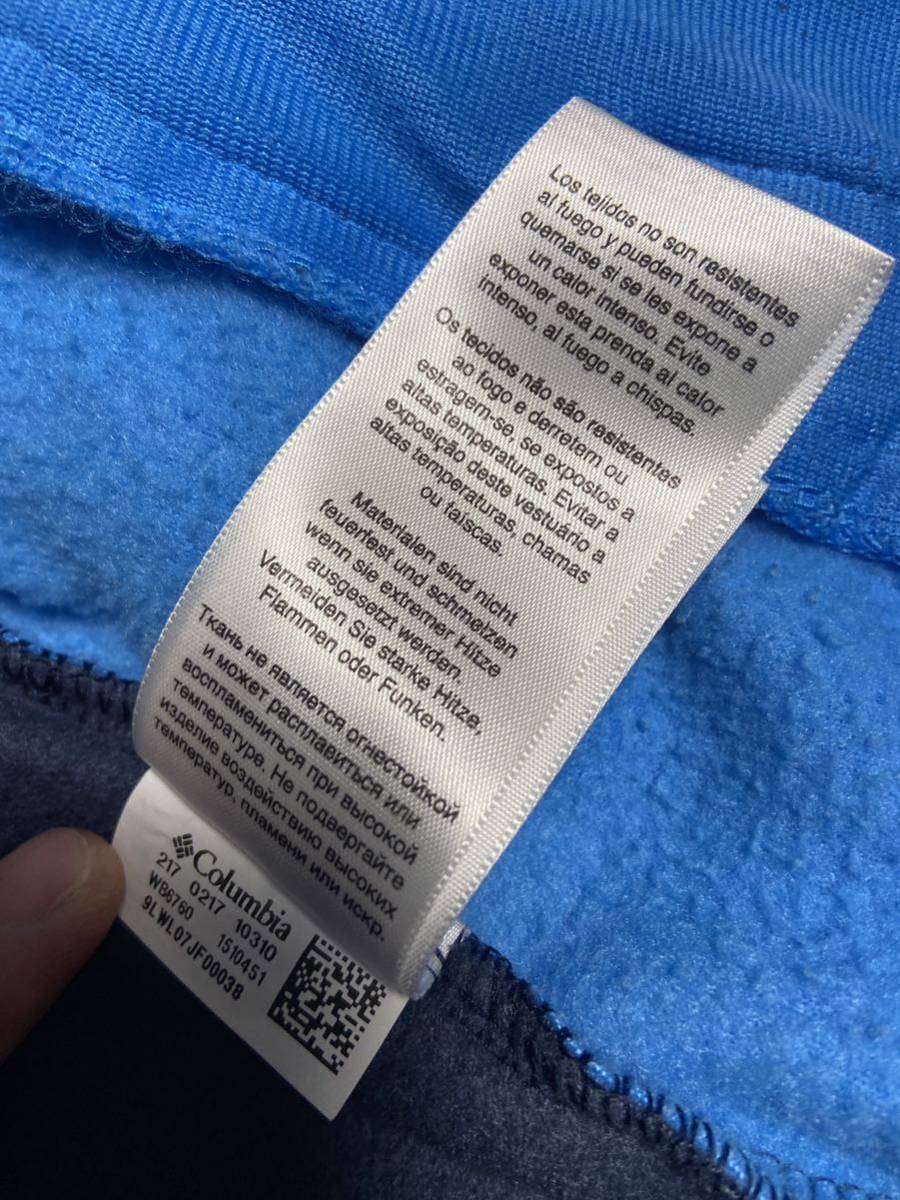 Los tejidos no son resistentes
al fuego y pueden fundirse o
quemarse si se les expone a
un calor intenso. Evite
exponer esta prenda al calor
intenso, al fuego a chispas.
Os tecidos não são resistentes
ao fogo e derretem ou
estragem-se, se expostos a
altas temperaturas. Evitar a
exposição deste vestuário a
altas temperaturas, chamas
ou faiscas.
Materialen sind nicht
feuerfest und schmelzen
wenn sie extremer Hitze
ausgesetzt werden.
Vermeiden Sie starke Hitze,
Flammen oder Funken.
Ткань не является огнестойкой
и может расплавиться или
воспламениться при высокой
температуре. Не подвергайте
изделие воздействию высоких
температур, пламени или искр.
Columbia
217 0217 10310
WB6760 1510451
9LWL07JF00038